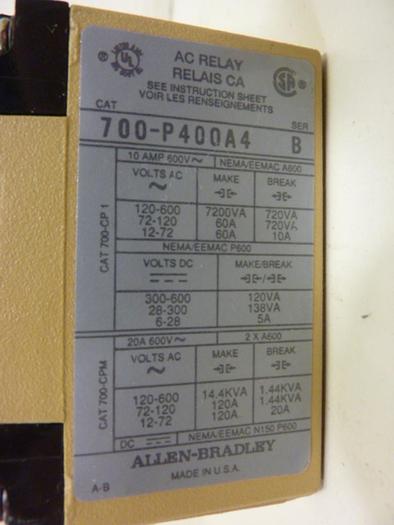 AC RELAY
RELAIS CA
SEE INSTRUCTION SHEET
VOIR LES RENSEIGNEMENTS
CAT SER
700-P400A4 B
10 AMP 600V~ NEMA/EEMAC A600
VOLTS AC MAKE BREAK
120-600 7200VA 720VA
72-120 60A 720VA
12-72 60A 10A
CAT 700-CP1
NEMA/EEMAC P600
VOLTS DC MAKE/BREAK
300-600 120VA
28-300 138VA
6-28 5A
20A 600V~ 2 X A600
VOLTS AC MAKE BREAK
120-600 14.4KVA 1.44KVA
72-120 120A 1.44KVA
12-72 120A 20A
CAT 700-CPM
DC NEMA/EEMAC N150 P600
ALLEN-BRADLEY
MADE IN U.S.A.
A-B